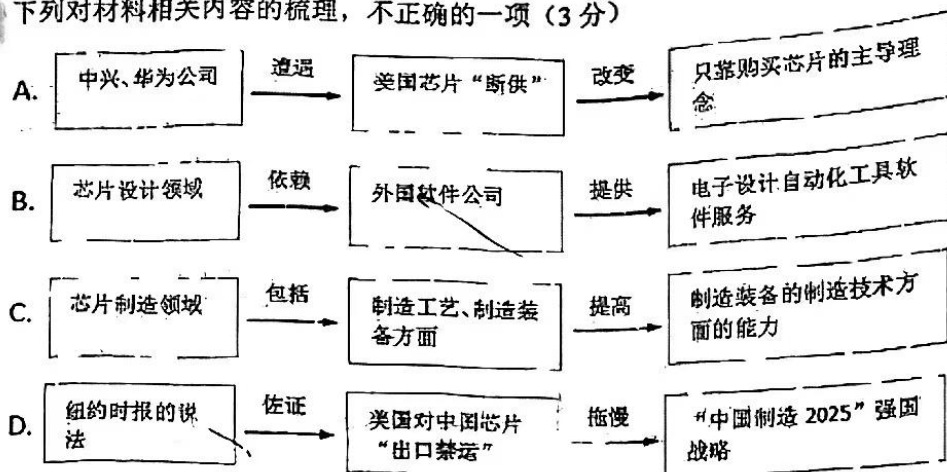 下列对材料相关内容的梳理，不正确的一项（3分）
A. 中兴、华为公司 遭遇 美国芯片“断供” 改变 只靠购买芯片的主导理
念
B. 芯片设计领域 依赖 外国软件公司 提供 电子设计自动化工具软
件服务
C. 芯片制造领域 包括 制造工艺、制造装
备方面 提高 制造装备的制造技术方
面的能力
D. 纽约时报的说
法 佐证 美国对中国芯片
“出口禁运” 拖慢 “中国制造2025”强国
战略